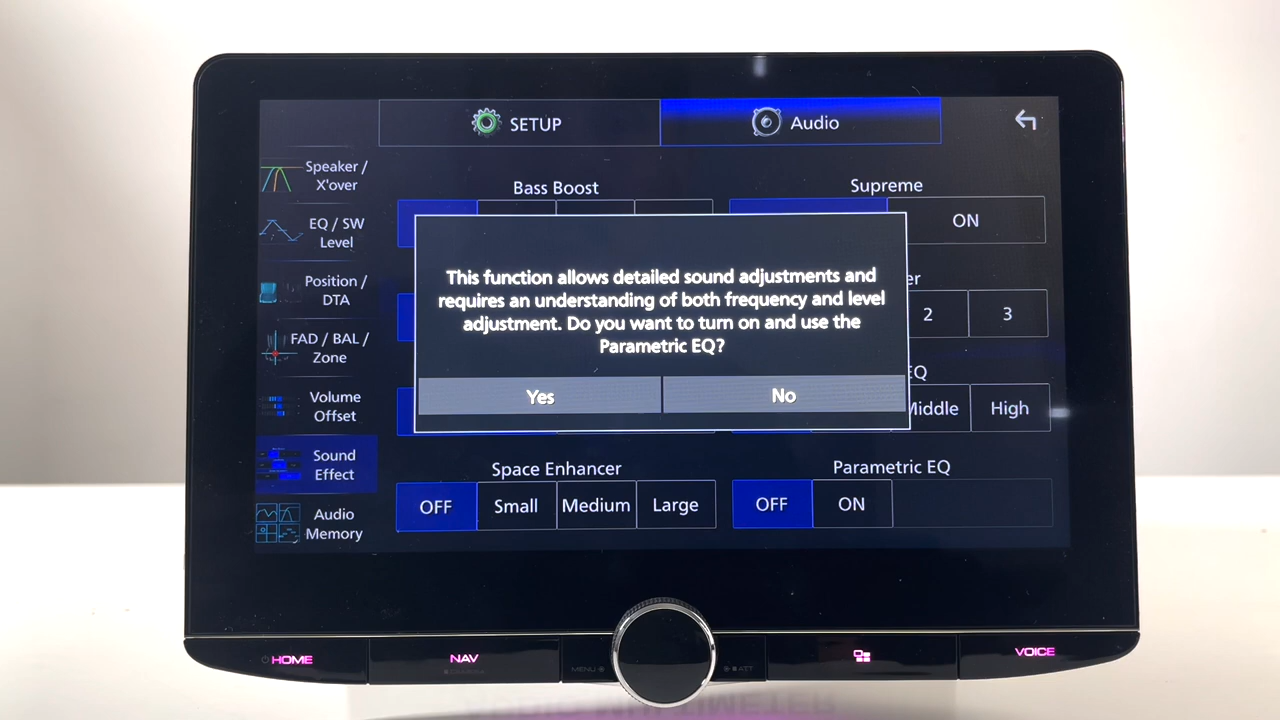 SETUP
Audio
Speaker /
X'over
EQ / SW
Level
Position /
DTA
FAD / BAL /
Zone
Volume
Offset
Sound
Effect
Audio
Memory
Bass Boost
Supreme
ON
2
3
EQ
Middle
High
This function allows detailed sound adjustments and
requires an understanding of both frequency and level
adjustment. Do you want to turn on and use the
Parametric EQ?
Yes
No
Space Enhancer
OFF
Small
Medium
Large
Parametric EQ
OFF
ON
HOME
NAV
MENU
ATT
VOICE